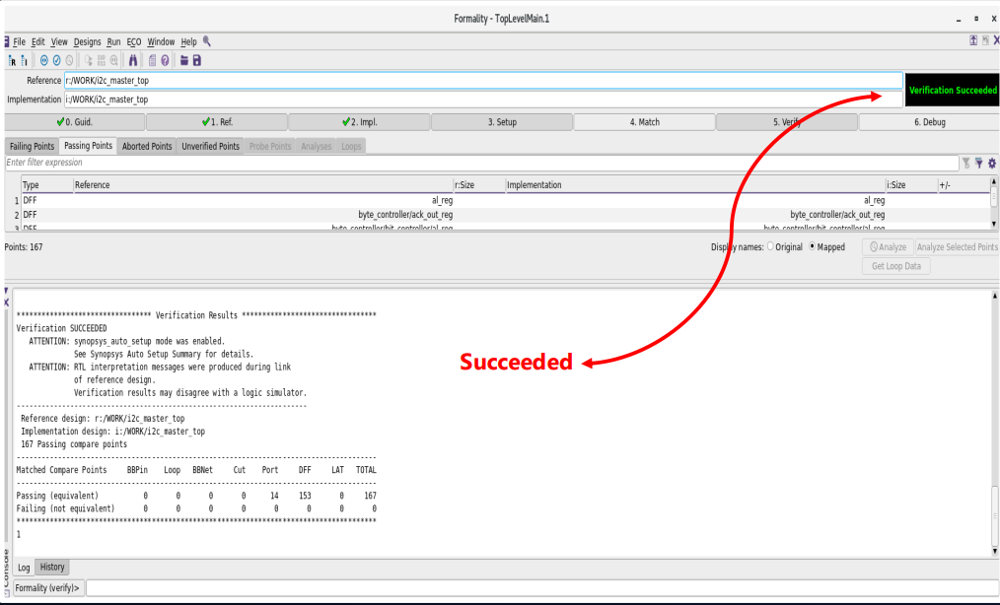 Formality - TopLevelMain.1
File Edit View Designs Run ECO Window Help
Reference r:/WORK/i2c_master_top
Implementation i:/WORK/i2c_master_top
Verification Succeeded
0. Guid. 1. Ref. 2. Impl. 3. Setup 4. Match 5. Verify 6. Debug
Failing Points Passing Points Aborted Points Unverified Points Probe Points Analyses Loops
Enter filter expression
Type Reference r:Size Implementation i:Size +/-
1 DFF al_reg al_reg
2 DFF byte_controller/ack_out_reg byte_controller/ack_out_reg
3 DFF byte_controller/bit_controller/al_reg byte_controller/bit_controller/al_reg
Points: 167 Display names: Original Mapped Analyze Analyze Selected Points
Get Loop Data
******************************** Verification Results ********************************
Verification SUCCEEDED
ATTENTION: synopsys_auto_setup mode was enabled.
See Synopsys Auto Setup Summary for details.
ATTENTION: RTL interpretation messages were produced during link
of reference design.
Verification results may disagree with a logic simulator.
Succeeded
-----------------------------------------------------------------------
Reference design: r:/WORK/i2c_master_top
Implementation design: i:/WORK/i2c_master_top
167 Passing compare points
----------------------------------------------------------------------------------------
Matched Compare Points BBPin Loop BBNet Cut Port DFF LAT TOTAL
----------------------------------------------------------------------------------------
Passing (equivalent) 0 0 0 0 14 153 0 167
Failing (not equivalent) 0 0 0 0 0 0 0 0
****************************************************************************************
1
Console
Log History
Formality (verify)>